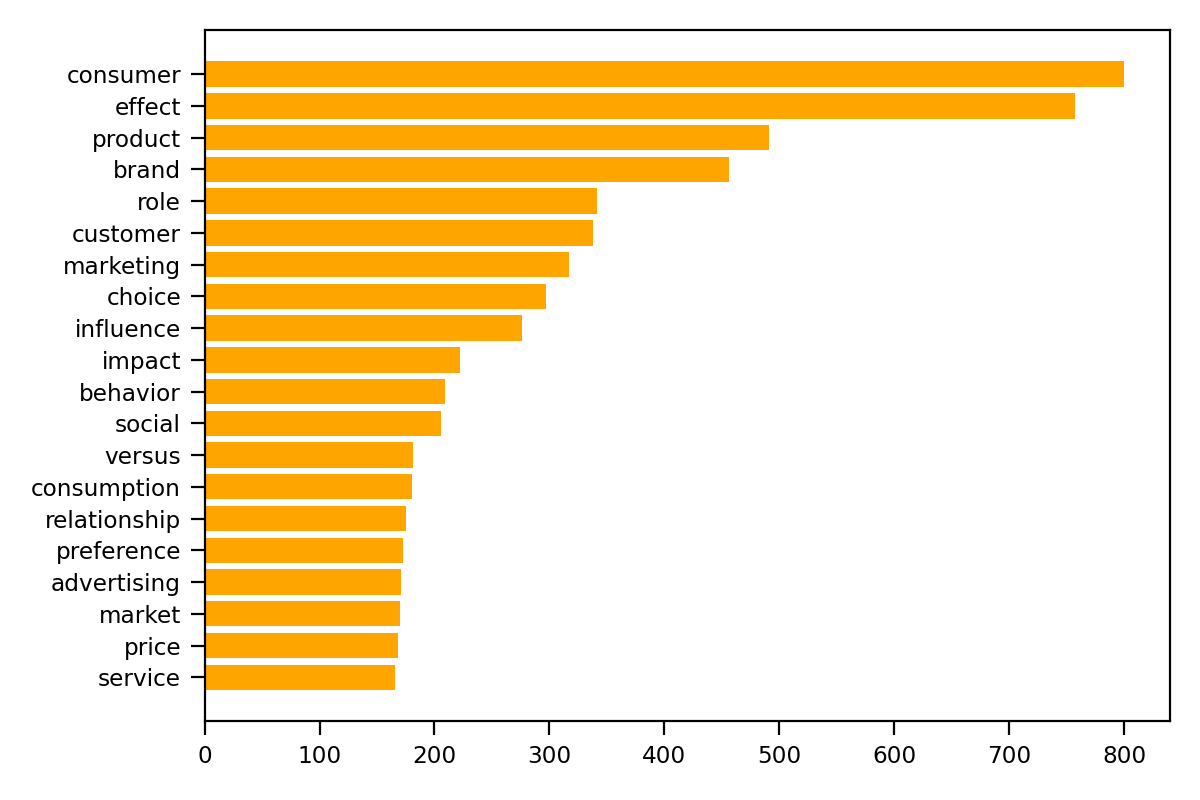 consumer
effect
product
brand
role
customer
marketing
choice
influence
impact
behavior
social
versus
consumption
relationship
preference
advertising
market
price
service
0 100 200 300 400 500 600 700 800